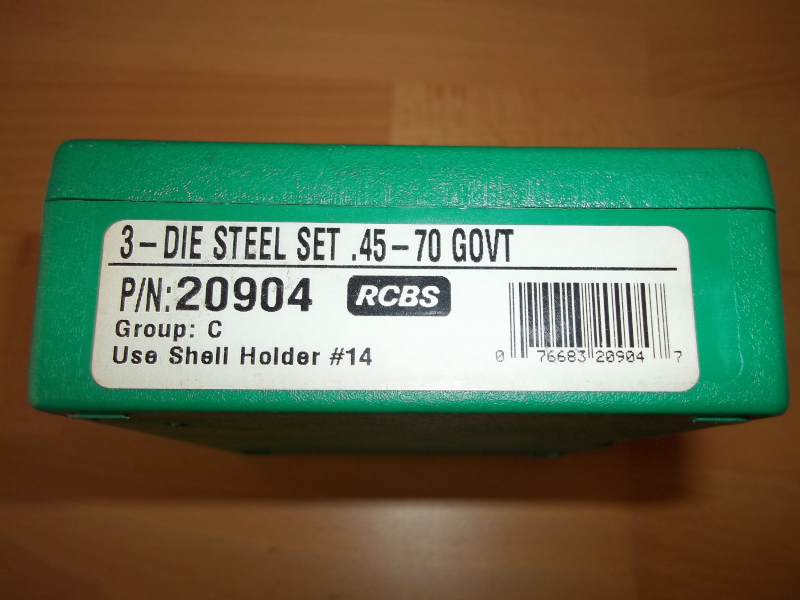 3-DIE STEEL SET .45-70 GOVT
P/N: 20904 RCBS
Group: C
Use Shell Holder #14
0 76683 20904 7